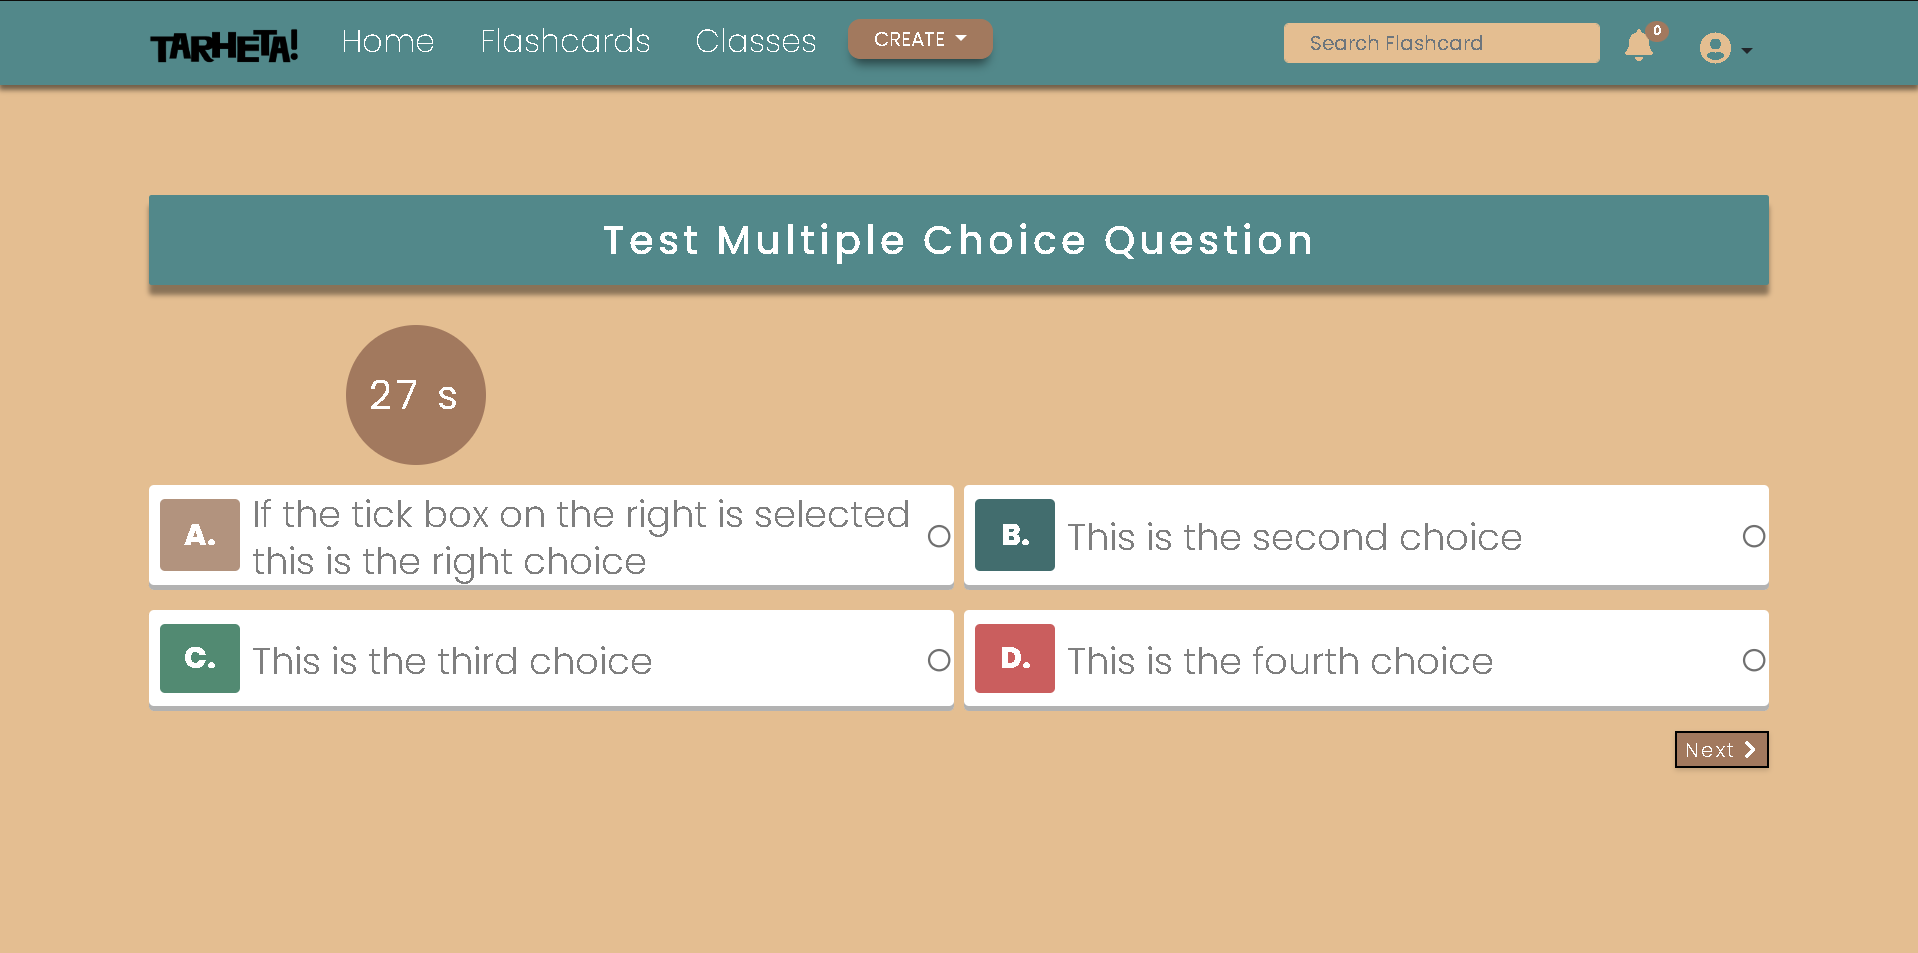 TARHETA! Home Flashcards Classes CREATE Search Flashcard 0
Test Multiple Choice Question
27 s
A. If the tick box on the right is selected
this is the right choice
B. This is the second choice
C. This is the third choice
D. This is the fourth choice
Next